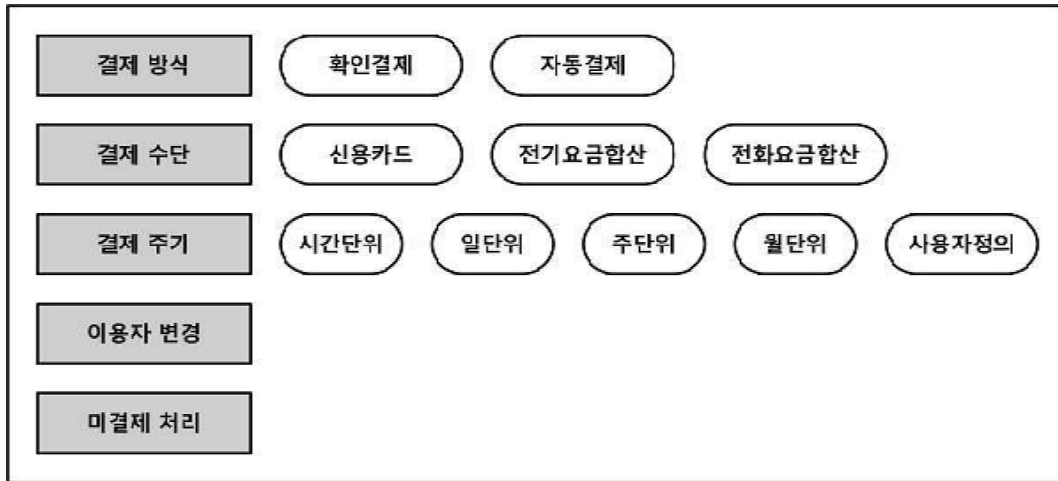 결제 방식 확인결제 자동결제
결제 수단 신용카드 전기요금합산 전화요금합산
결제 주기 시간단위 일단위 주단위 월단위 사용자정의
이용자 변경
미결제 처리